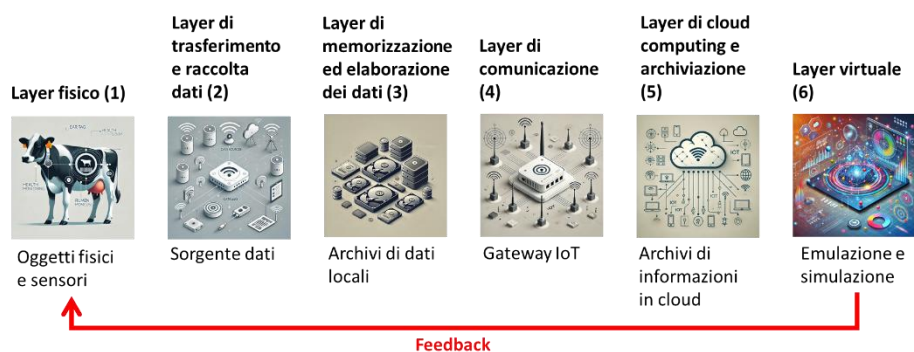 Layer fisico (1)
Layer di
trasferimento
e raccolta
dati (2)
Layer di
memorizzazione
ed elaborazione
dei dati (3)
Layer di
comunicazione
(4)
Layer di cloud
computing e
archiviazione
(5)
Layer virtuale
(6)
IOT
Oggetti fisici
e sensori
Sorgente dati
Archivi di dati
locali
Gateway IoT
Archivi di
informazioni
in cloud
Emulazione e
simulazione
Feedback